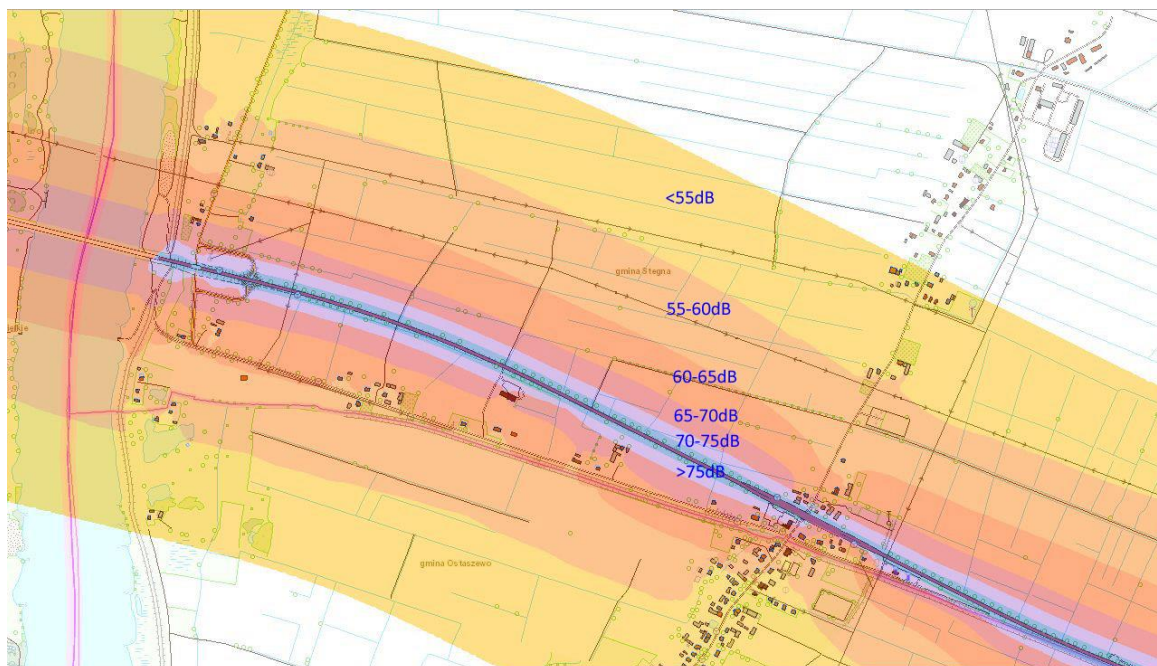 <55dB
gmina Stegna
55-60dB
60-65dB
65-70dB
70-75dB
>75dB
gmina Ostaszewo